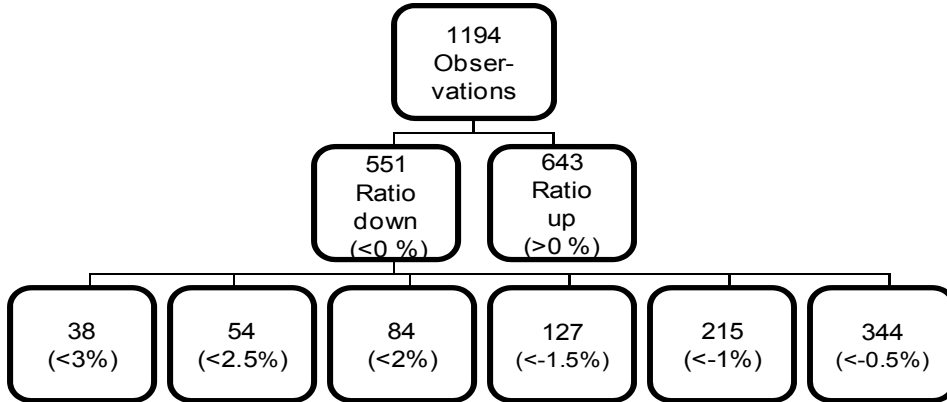 1194
Obser-
vations
551
Ratio
down
(<0 %)
643
Ratio
up
(>0 %)
38
(<3%)
54
(<2.5%)
84
(<2%)
127
(<-1.5%)
215
(<-1%)
344
(<-0.5%)